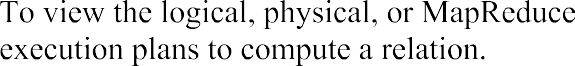 To view the logical, physical, or MapReduce
execution plans to compute a relation.